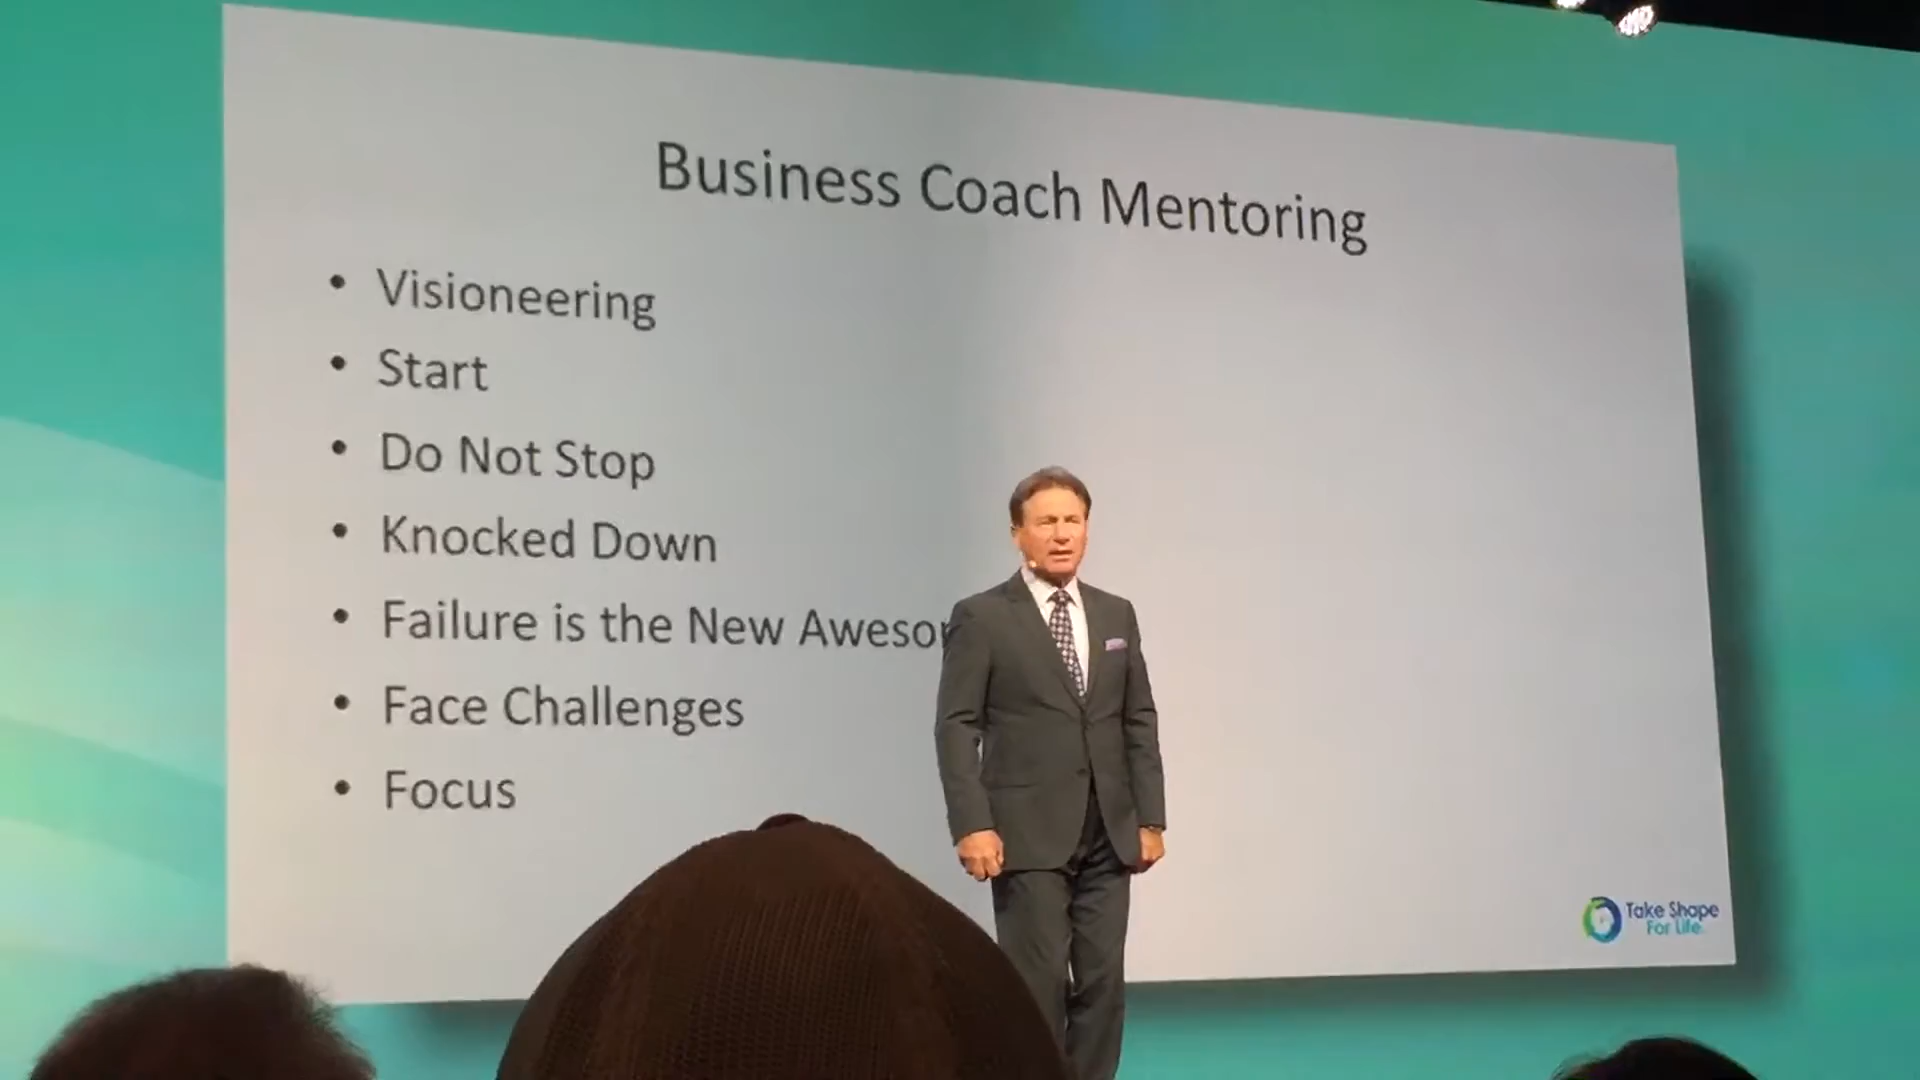 Business Coach Mentoring
• Visioneering
• Start
• Do Not Stop
• Knocked Down
• Failure is the New
• Face Challenges
• Focus
Take Shape
For Life